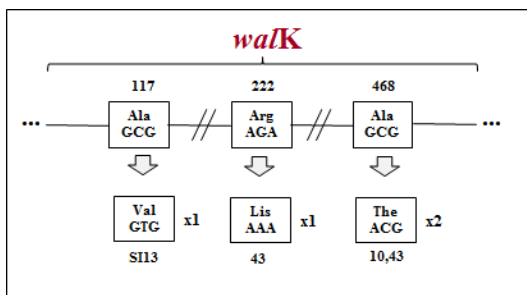 walK
117 222 468
... Ala Arg Ala ...
GCG AGA GCG
Val Lis The
GTG x1 AAA x1 ACG x2
SI13 43 10,43